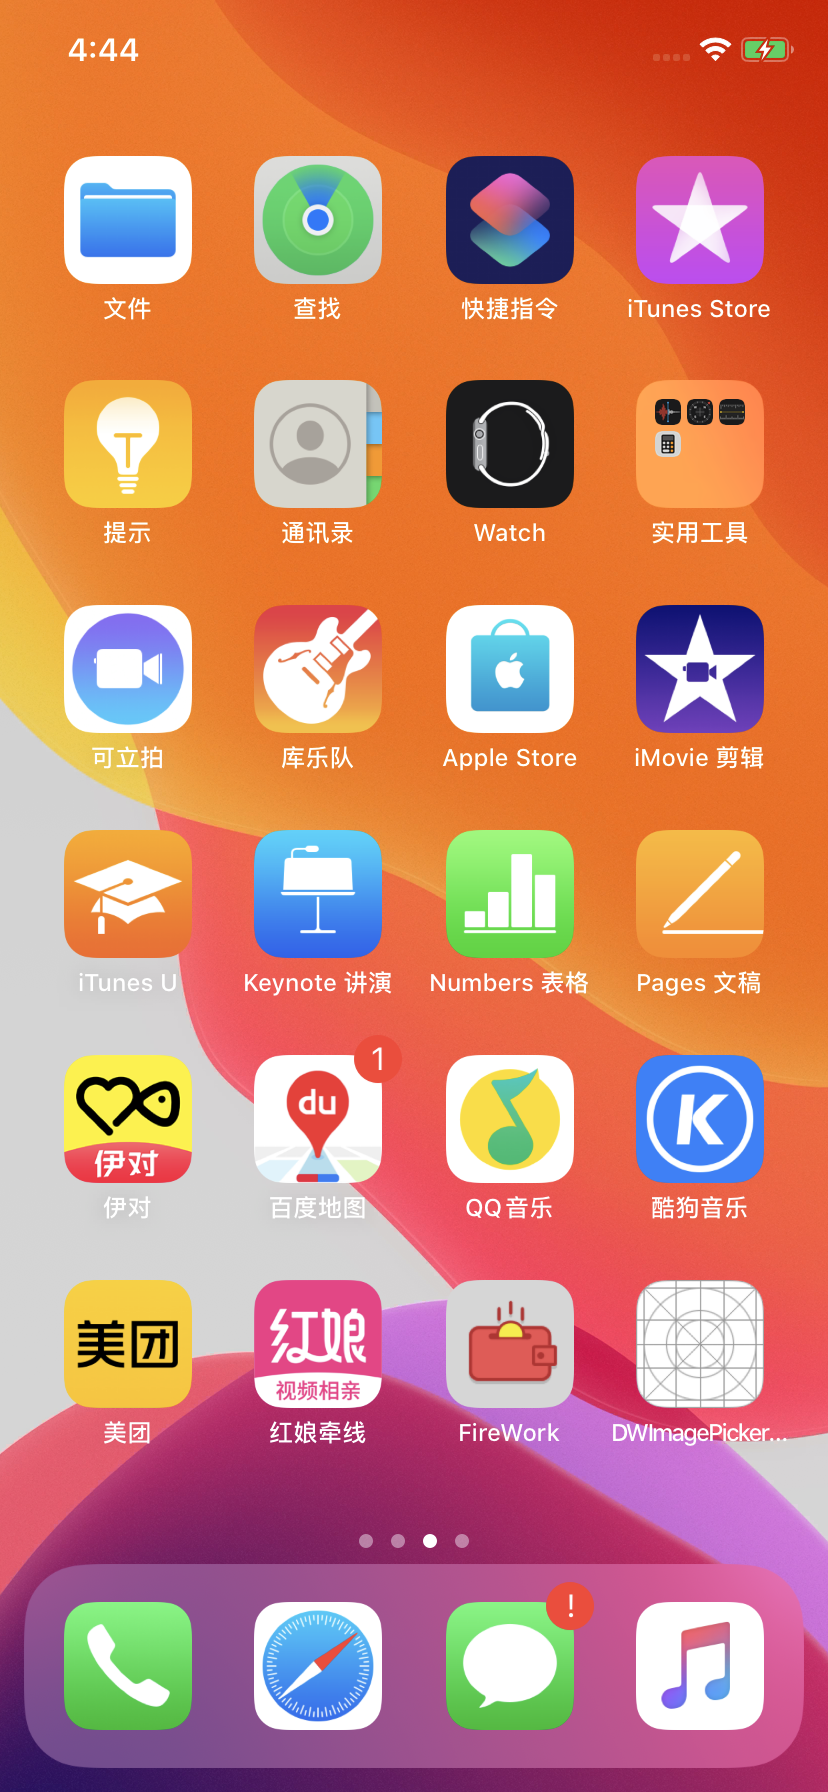 4:44
文件
查找
快捷指令
iTunes Store
提示
通讯录
Watch
实用工具
可立拍
库乐队
Apple Store
iMovie 剪辑
iTunes U
Keynote 讲演
Numbers 表格
Pages 文稿
伊对
伊对
1
du
百度地图
QQ音乐
K
酷狗音乐
美团
美团
红娘
视频相亲
红娘牵线
FireWork
DWImagePicker...
!